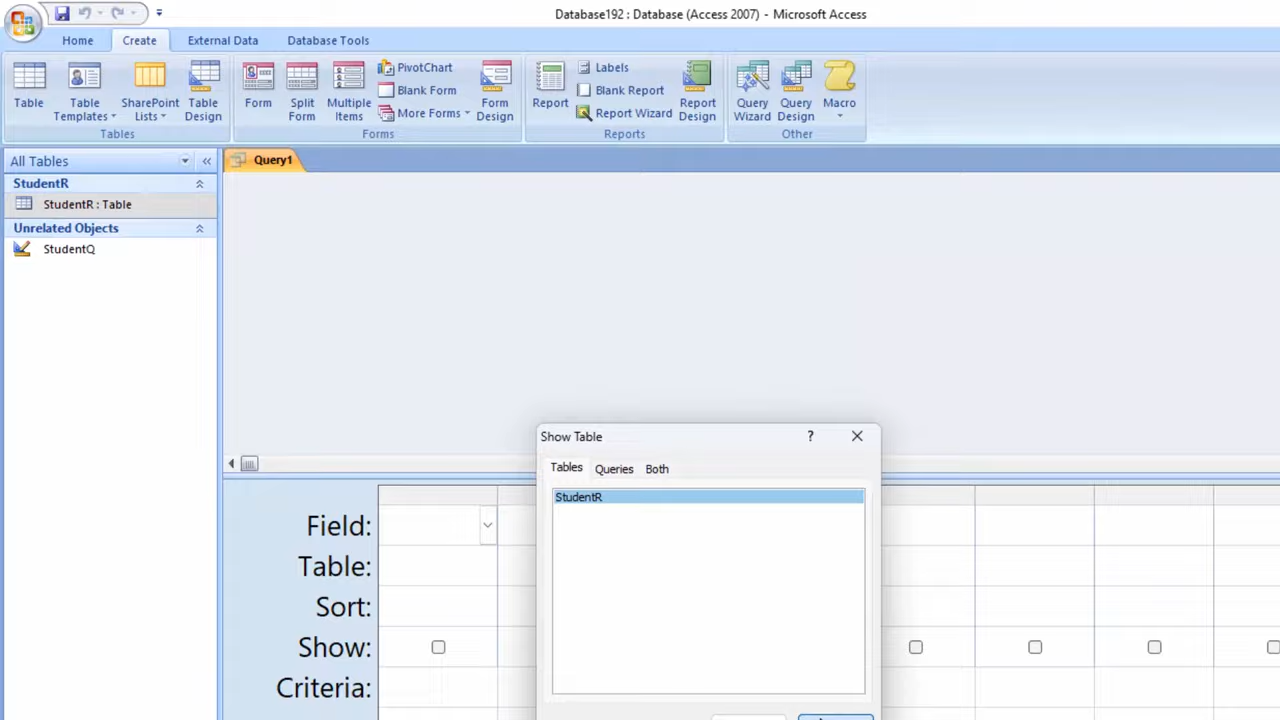 Database192 : Database (Access 2007) - Microsoft Access
Home Create External Data Database Tools
Table
Table Templates
SharePoint Lists
Table Design
Tables
Form
Split Form
Multiple Items
PivotChart
Blank Form
More Forms
Form Design
Forms
Report
Labels
Blank Report
Report Wizard
Report Design
Reports
Query Wizard
Query Design
Macro
Other
All Tables
StudentR
StudentR : Table
Unrelated Objects
StudentQ
Query1
Show Table ?
Tables Queries Both
StudentR
Field:
Table:
Sort:
Show:
Criteria: